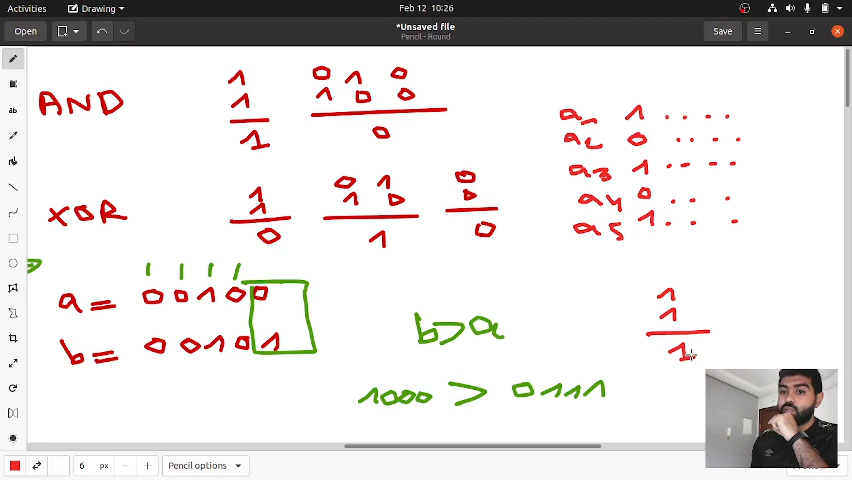 Activities Drawing Feb 12 10:26
Open *Unsaved file Save
Pencil - Round
AND
1 0 1 0
1 1 0 0
1 0
XOR
1 0 1 0
1 1 0 0
0 1 0
a1 1 . . . .
a2 0 . . . .
a3 1 . . . .
a4 0 . . .
a5 1 . . .
1 1 1 1
a = 0 0 1 0 0
b = 0 0 1 0 1
b > a
1000 > 0111
1
1
1
ab
6 px − + Pencil options